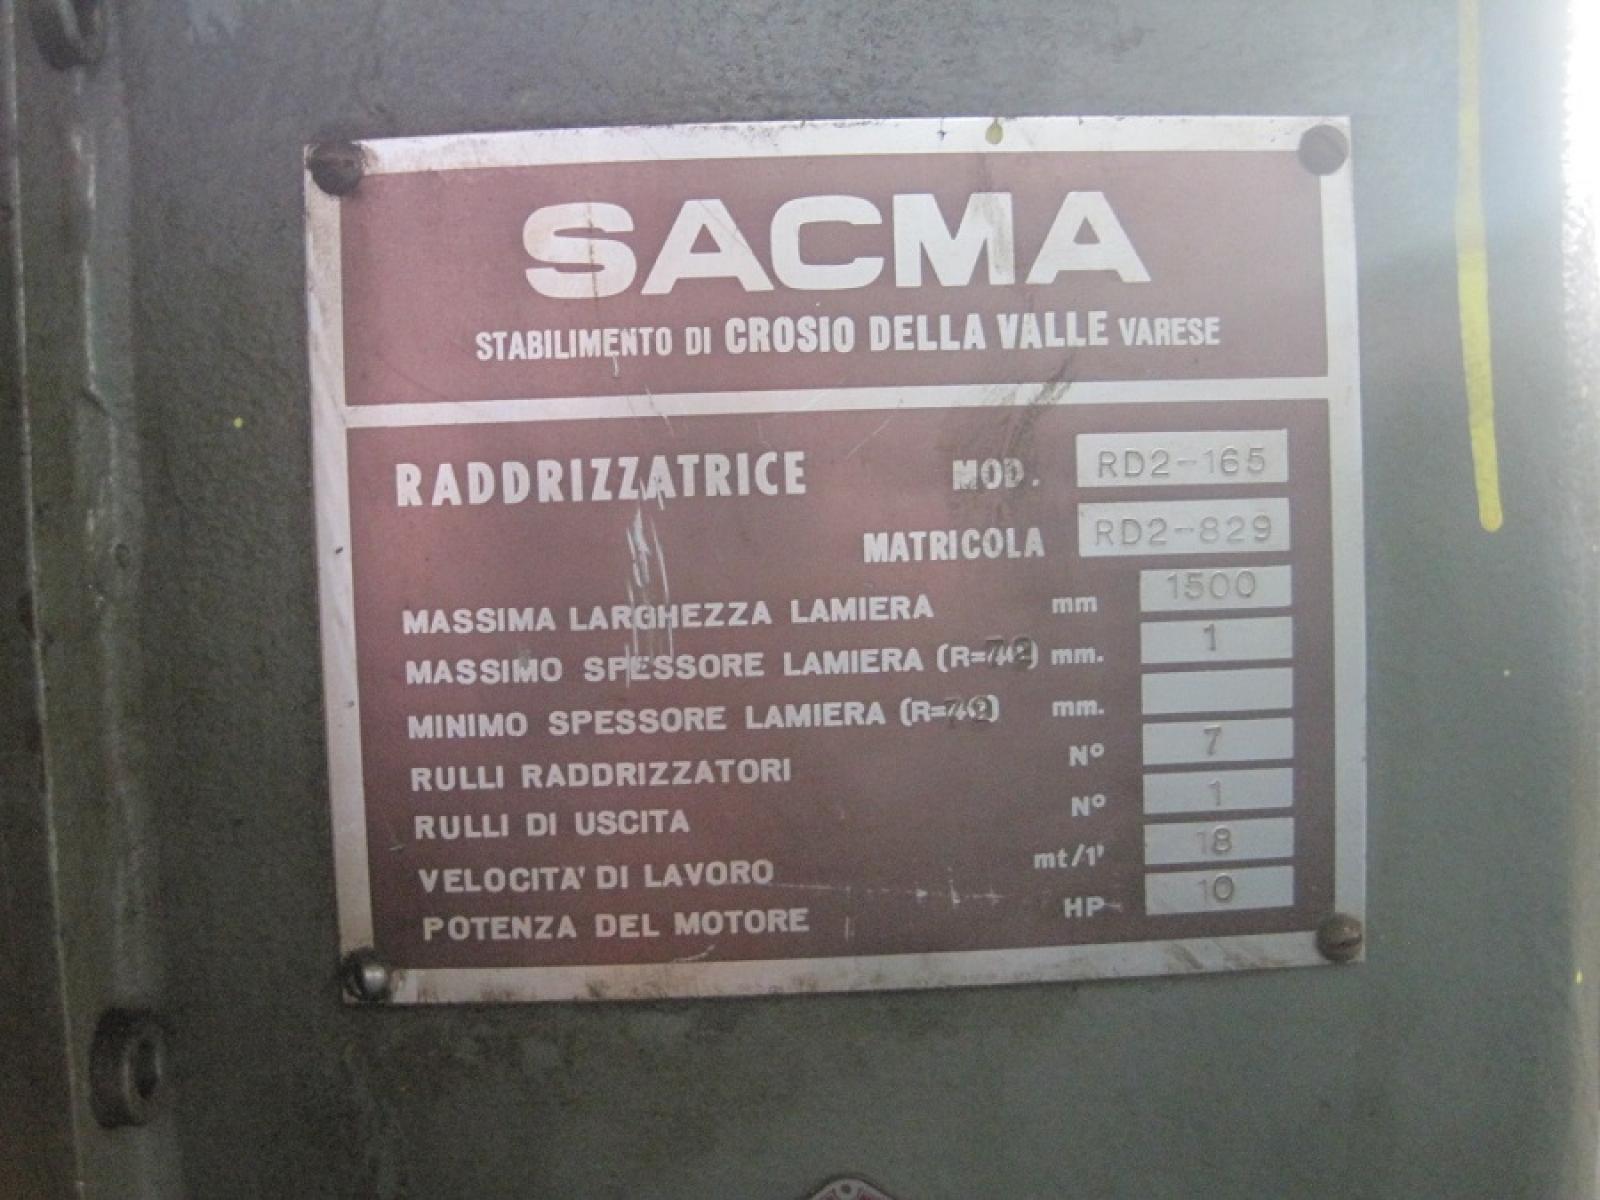 SACMA
STABILIMENTO DI CROSIO DELLA VALLE VARESE
RADDRIZZATRICE MOD. RD2-165
MATRICOLA RD2-829
MASSIMA LARGHEZZA LAMIERA mm 1500
MASSIMO SPESSORE LAMIERA mm. 1
MINIMO SPESSORE LAMIERA mm.
RULLI RADDRIZZATORI Nº 7
RULLI DI USCITA Nº 1
VELOCITA' DI LAVORO mt/1' 18
POTENZA DEL MOTORE HP 10